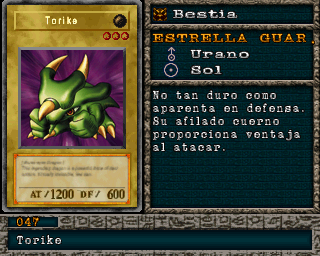 Torike
AT/1200 DF/ 600
Bestia
ESTRELLA GUAR.
Urano
Sol
No tan duro como
aparenta en defensa.
Su afilado cuerno
proporciona ventaja
al atacar.
047
Torike